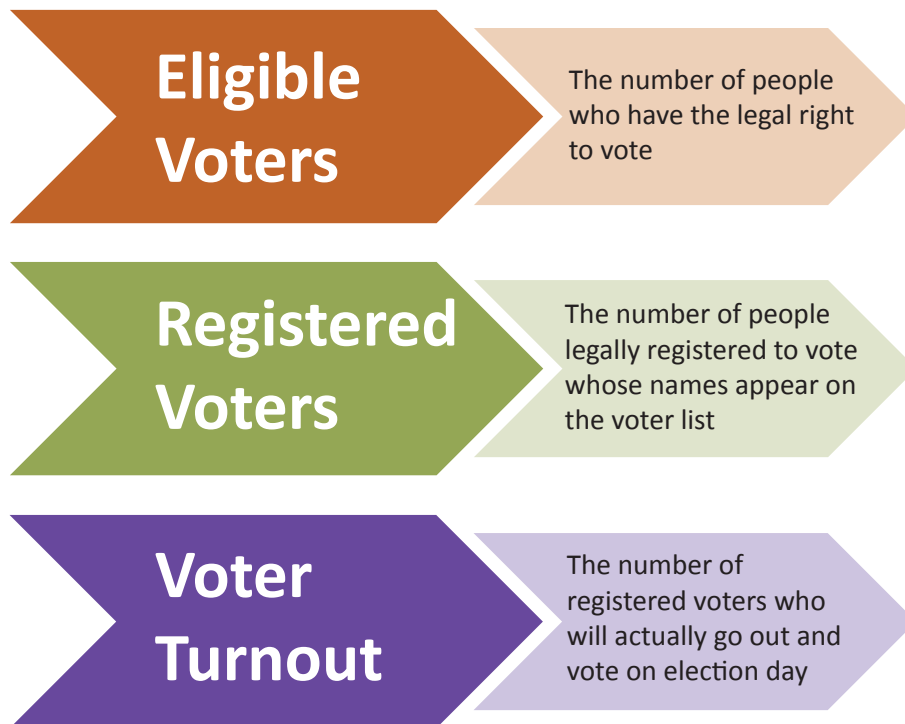 Eligible
Voters
The number of people
who have the legal right
to vote
Registered
Voters
The number of people
legally registered to vote
whose names appear on
the voter list
Voter
Turnout
The number of
registered voters who
will actually go out and
vote on election day